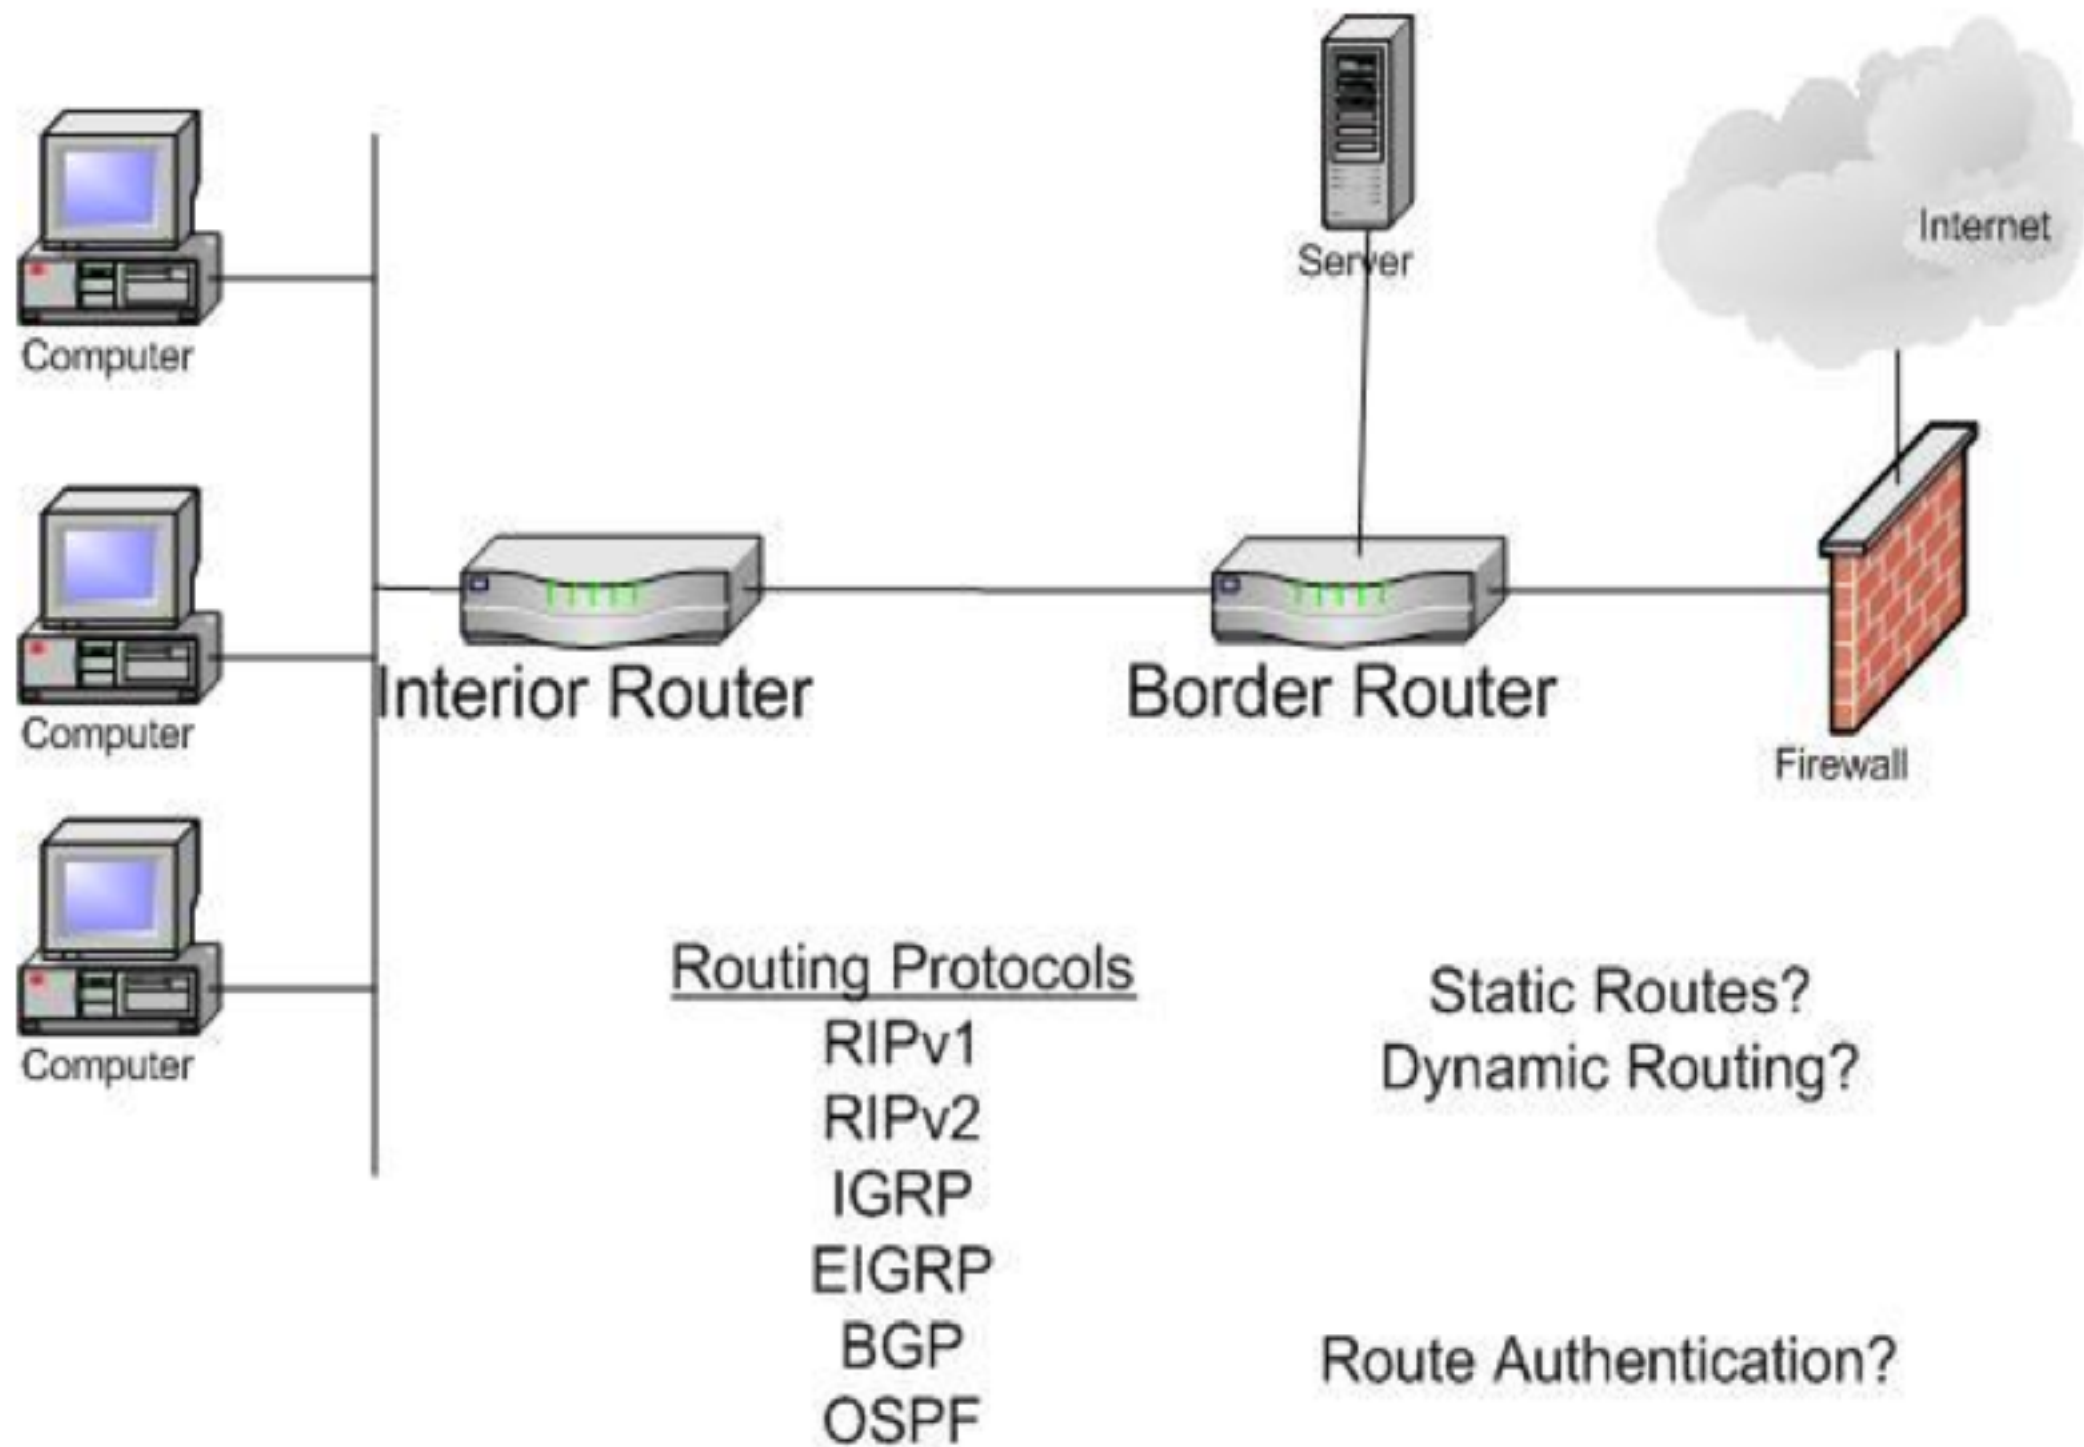 Server
Internet
Computer
Computer
Interior Router
Border Router
Firewall
Computer
Routing Protocols
RIPv1
RIPv2
IGRP
EIGRP
BGP
OSPF
Static Routes?
Dynamic Routing?
Route Authentication?